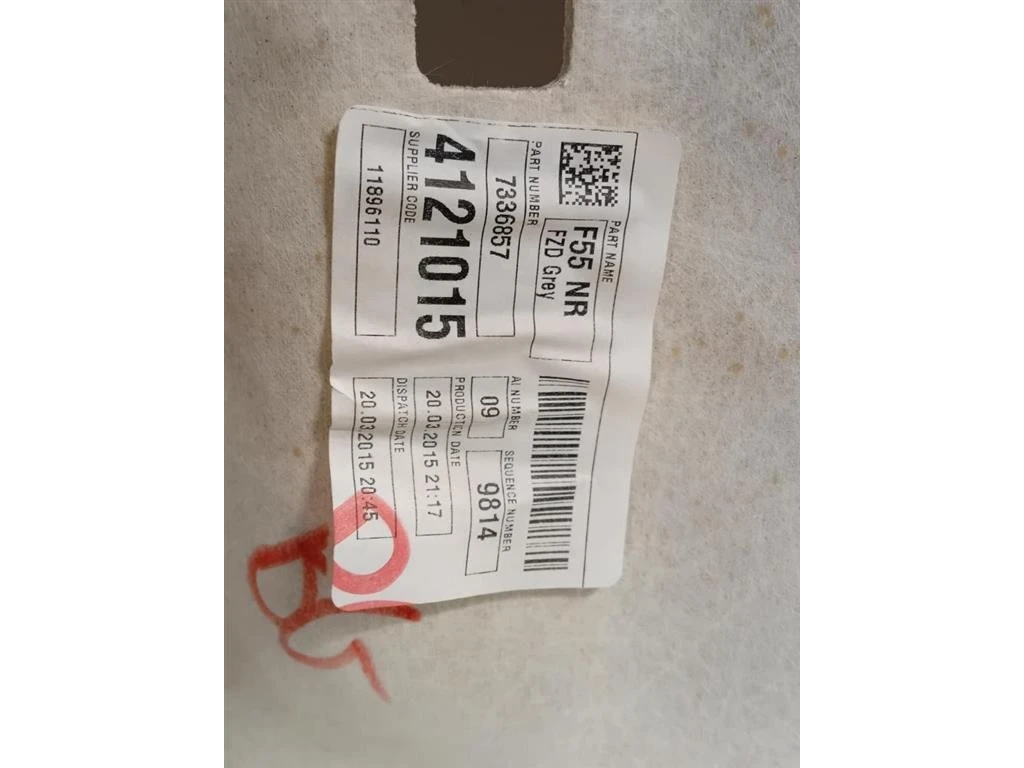 PART NAME
F55 NR
FZD Grey
PART NUMBER
7336857
4121015
SUPPLIER CODE
11896110
AI NUMBER
09
SEQUENCE NUMBER
9814
PRODUCTION DATE
20.03.2015 21:17
DISPATCH DATE
20.03.2015 20:45